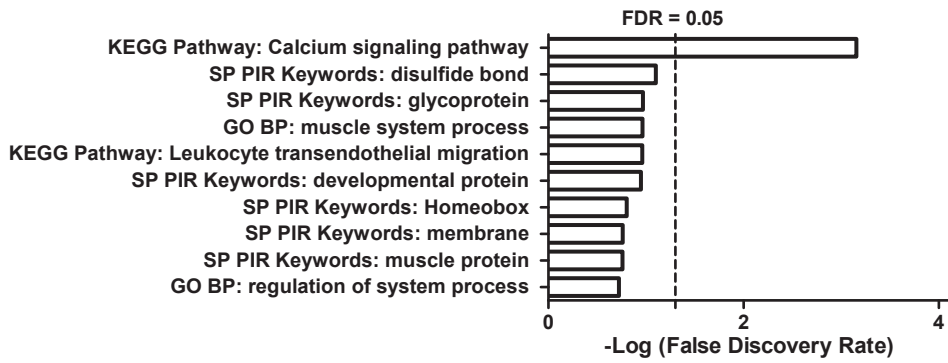 FDR = 0.05
KEGG Pathway: Calcium signaling pathway
SP PIR Keywords: disulfide bond
SP PIR Keywords: glycoprotein
GO BP: muscle system process
KEGG Pathway: Leukocyte transendothelial migration
SP PIR Keywords: developmental protein
SP PIR Keywords: Homeobox
SP PIR Keywords: membrane
SP PIR Keywords: muscle protein
GO BP: regulation of system process
0 2 4
-Log (False Discovery Rate)